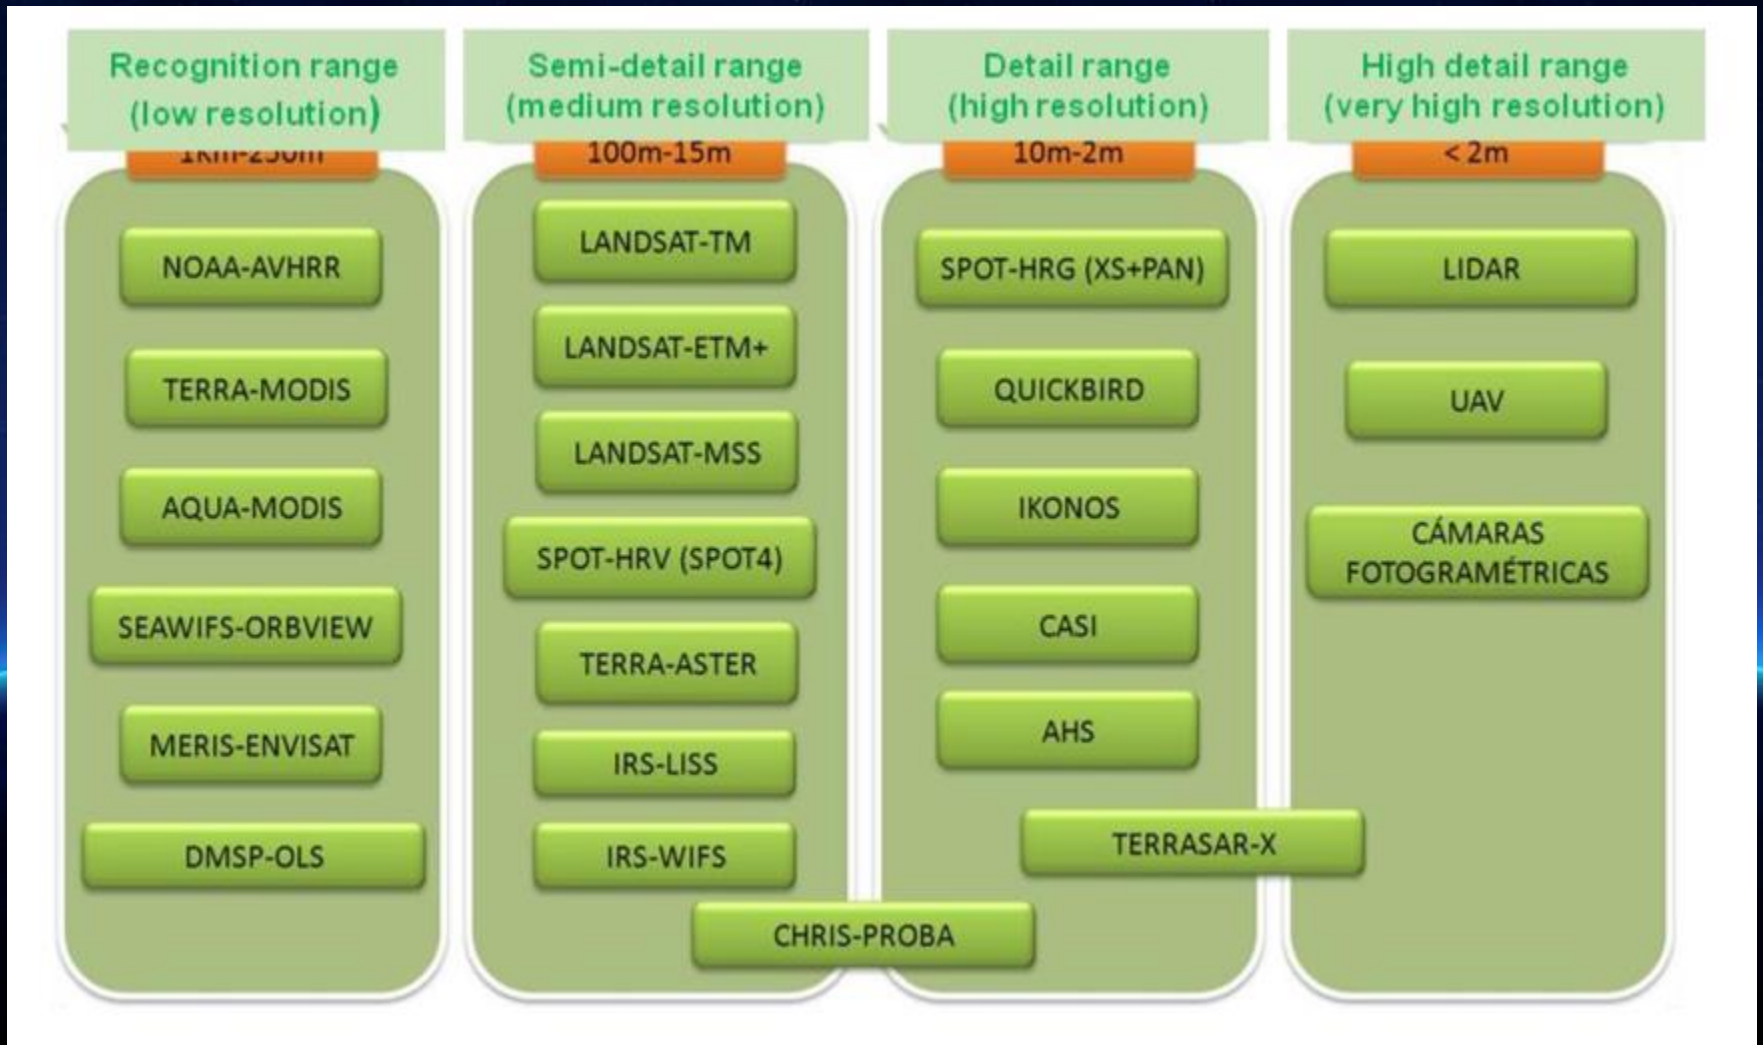 Recognition range
(low resolution)
1Km-250m
NOAA-AVHRR
TERRA-MODIS
AQUA-MODIS
SEAWIFS-ORBVIEW
MERIS-ENVISAT
DMSP-OLS
Semi-detail range
(medium resolution)
100m-15m
LANDSAT-TM
LANDSAT-ETM+
LANDSAT-MSS
SPOT-HRV (SPOT4)
TERRA-ASTER
IRS-LISS
IRS-WIFS
CHRIS-PROBA
Detail range
(high resolution)
10m-2m
SPOT-HRG (XS+PAN)
QUICKBIRD
IKONOS
CASI
AHS
TERRASAR-X
High detail range
(very high resolution)
< 2m
LIDAR
UAV
CÁMARAS
FOTOGRAMÉTRICAS